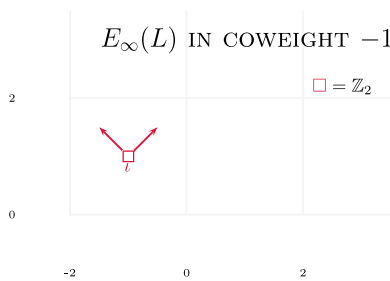 E∞(L) IN COWEIGHT −1
□ = ℤ₂
2
ι
0
-2 0 2